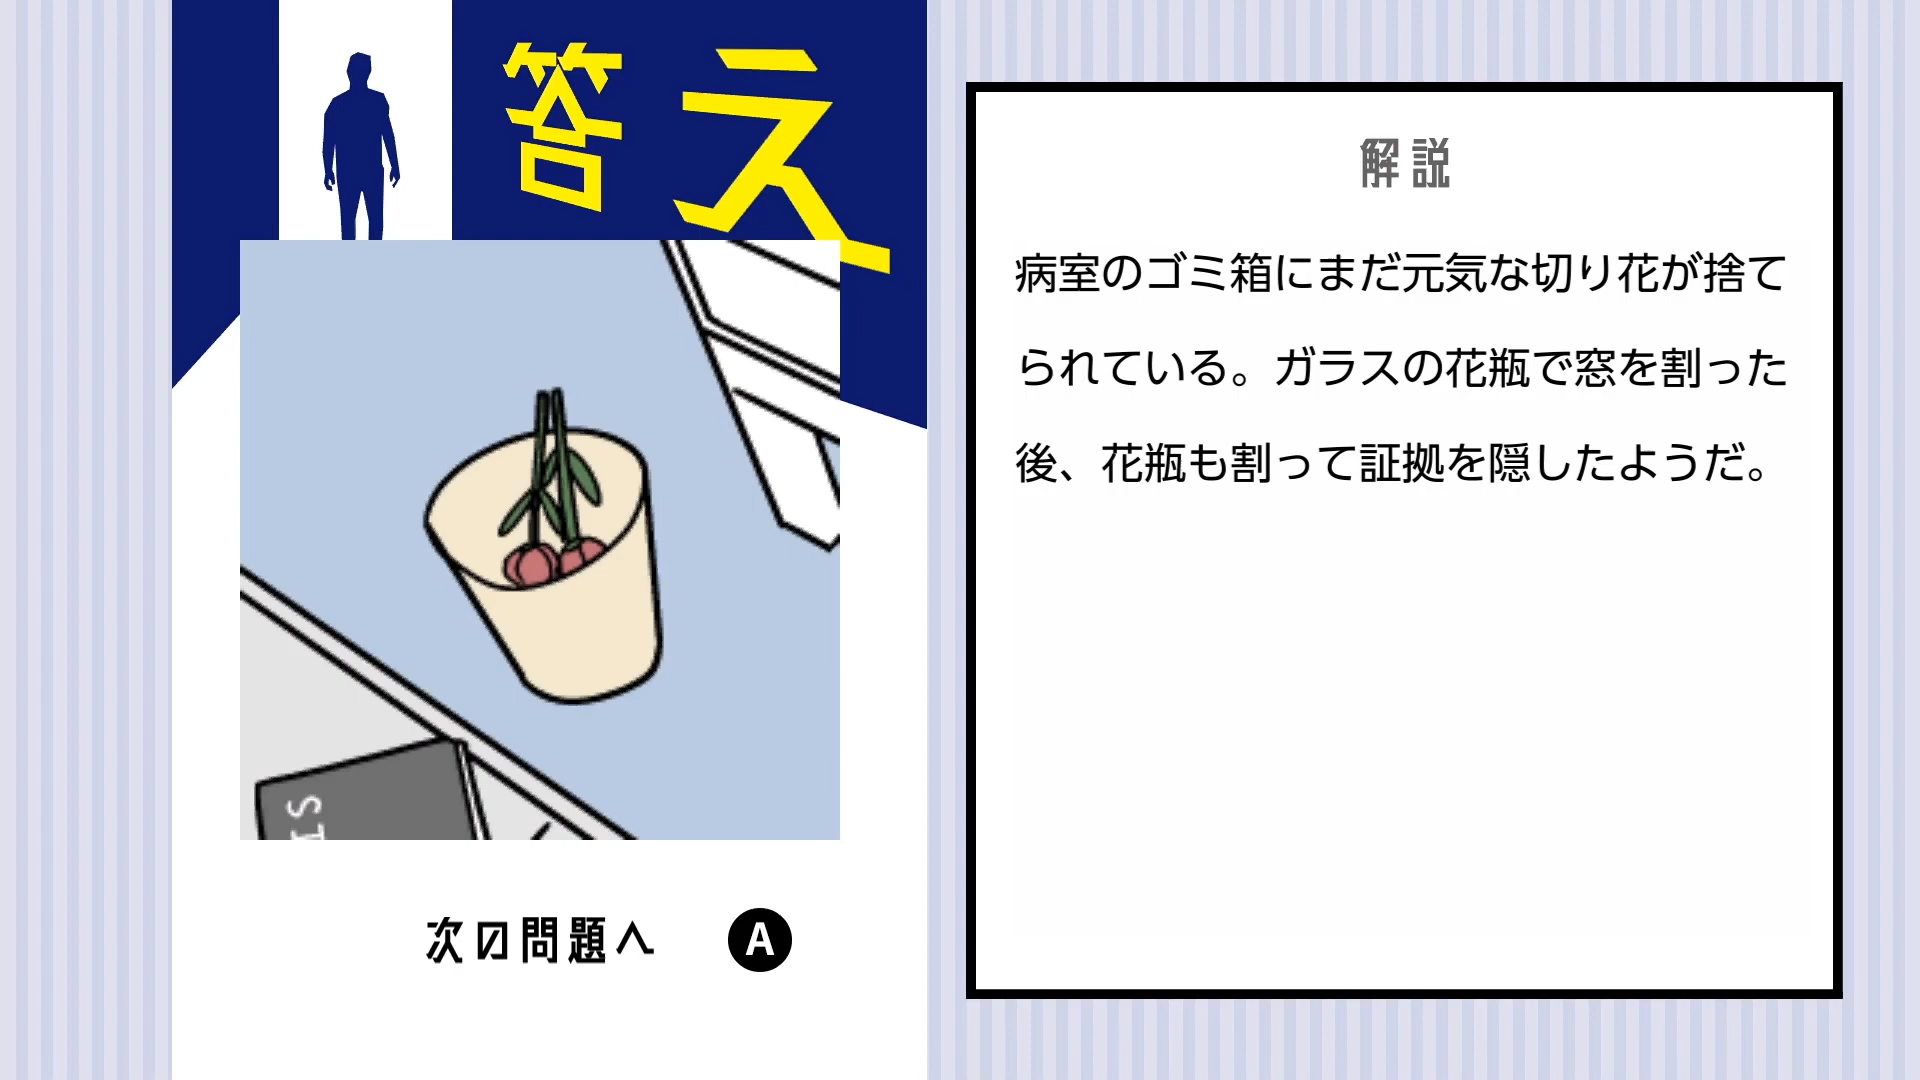 答え
解説
病室のゴミ箱にまだ元気な切り花が捨て
られている。ガラスの花瓶で窓を割った
後、花瓶も割って証拠を隠したようだ。
次の問題へ A